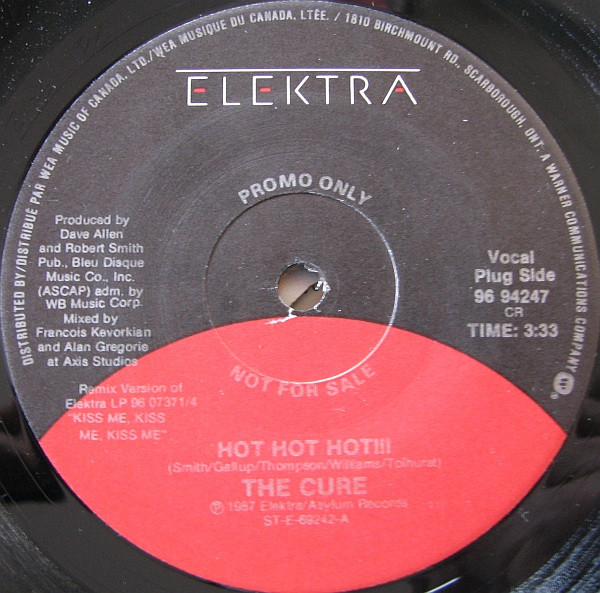 DISTRIBUTED BY/DISTRIBUÉ PAR WEA MUSIC OF CANADA, LTD./WEA MUSIQUE DU CANADA, LTÉE. / 1810 BIRCHMOUNT RD., SCARBOROUGH, ONT. A WARNER COMMUNICATIONS COMPANY
ELEKTRA
PROMO ONLY
Produced by
Dave Allen
and Robert Smith
Pub., Bleu Disque
Music Co., Inc.
(ASCAP) adm. by
WB Music Corp.
Mixed by
Francois Kevorkian
and Alan Gregorie
at Axis Studios
Vocal
Plug Side
96 94247
CR
TIME: 3:33
NOT FOR SALE
Remix Version of
Elektra LP 96 07371/4
"KISS ME, KISS
ME, KISS ME"
HOT HOT HOT!!!
(Smith/Gallup/Thompson/Williams/Tolhurst)
THE CURE
℗ 1987 Elektra/Asylum Records
ST-E-69242-A